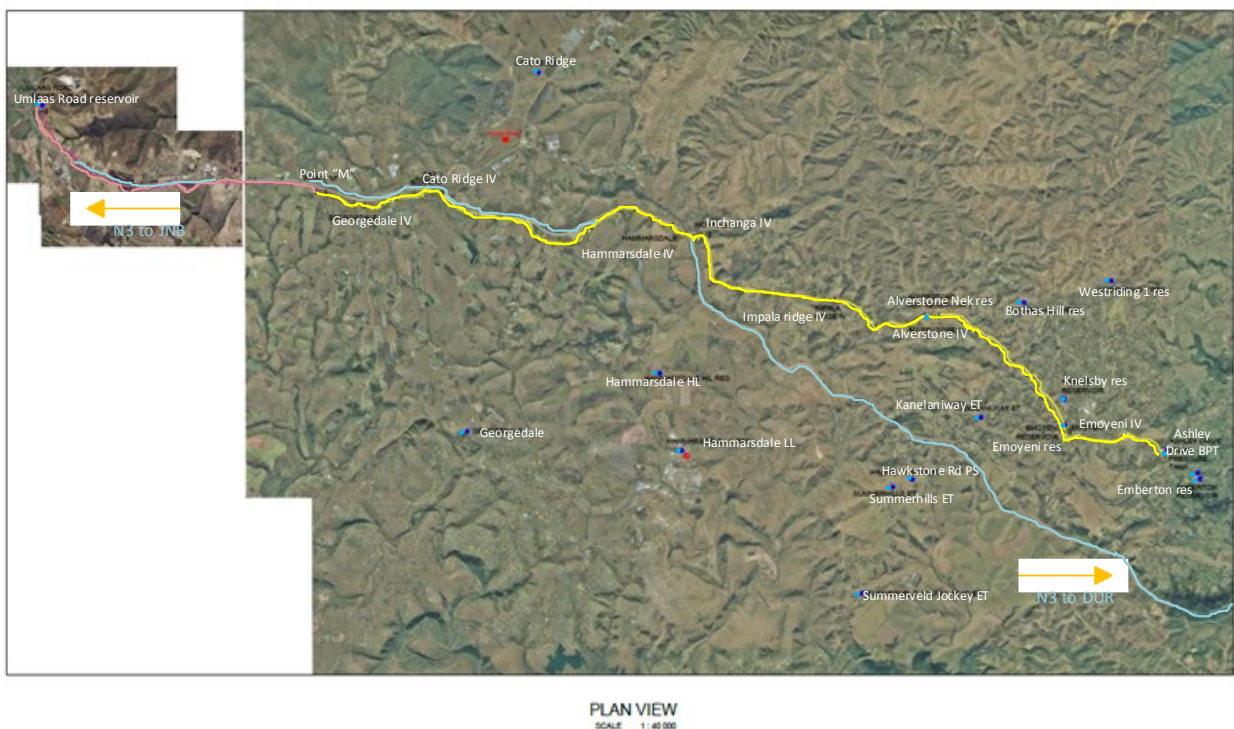 Cato Ridge
Umlaas Road reservoir
Point "M"
Cato Ridge IV
Georgedale IV
N3 to JNB
Inchanga IV
Hammarsdale IV
Westriding 1 res
Alverstone Nek res
Bothas Hill res
Impala ridge IV
Alverstone IV
Hammarsdale HL
Knelsby res
Kanelaniway ET
Emoyeni IV
Georgedale
Ashley
Drive BPT
Hammarsdale LL
Emoyeni res
Hawkstone Rd PS
Emberton res
Summerhills ET
Summerveld Jockey ET
N3 to DUR
PLAN VIEW
SCALE 1:40 000